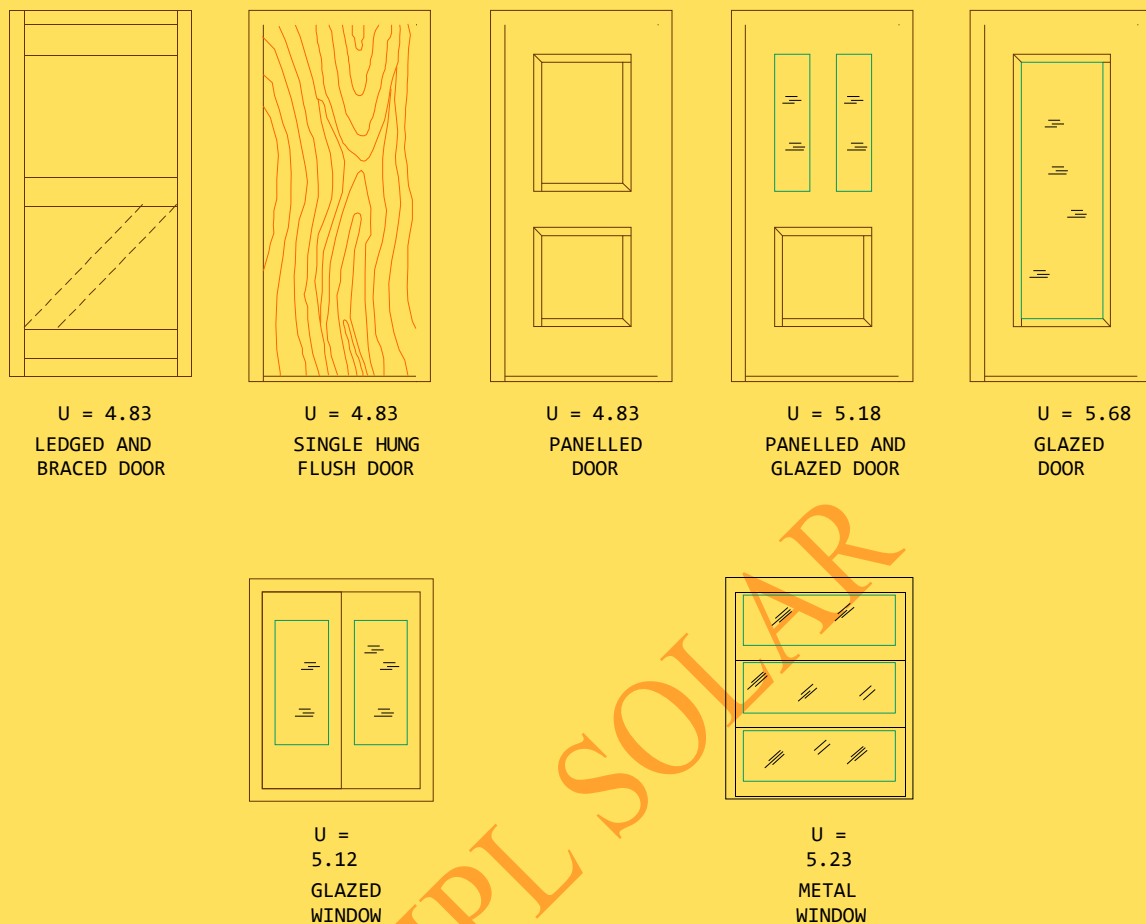 U = 4.83
LEDGED AND
BRACED DOOR
U = 4.83
SINGLE HUNG
FLUSH DOOR
U = 4.83
PANELLED
DOOR
U = 5.18
PANELLED AND
GLAZED DOOR
U = 5.68
GLAZED
DOOR
U =
5.12
GLAZED
WINDOW
U =
5.23
METAL
WINDOW
SOLAR